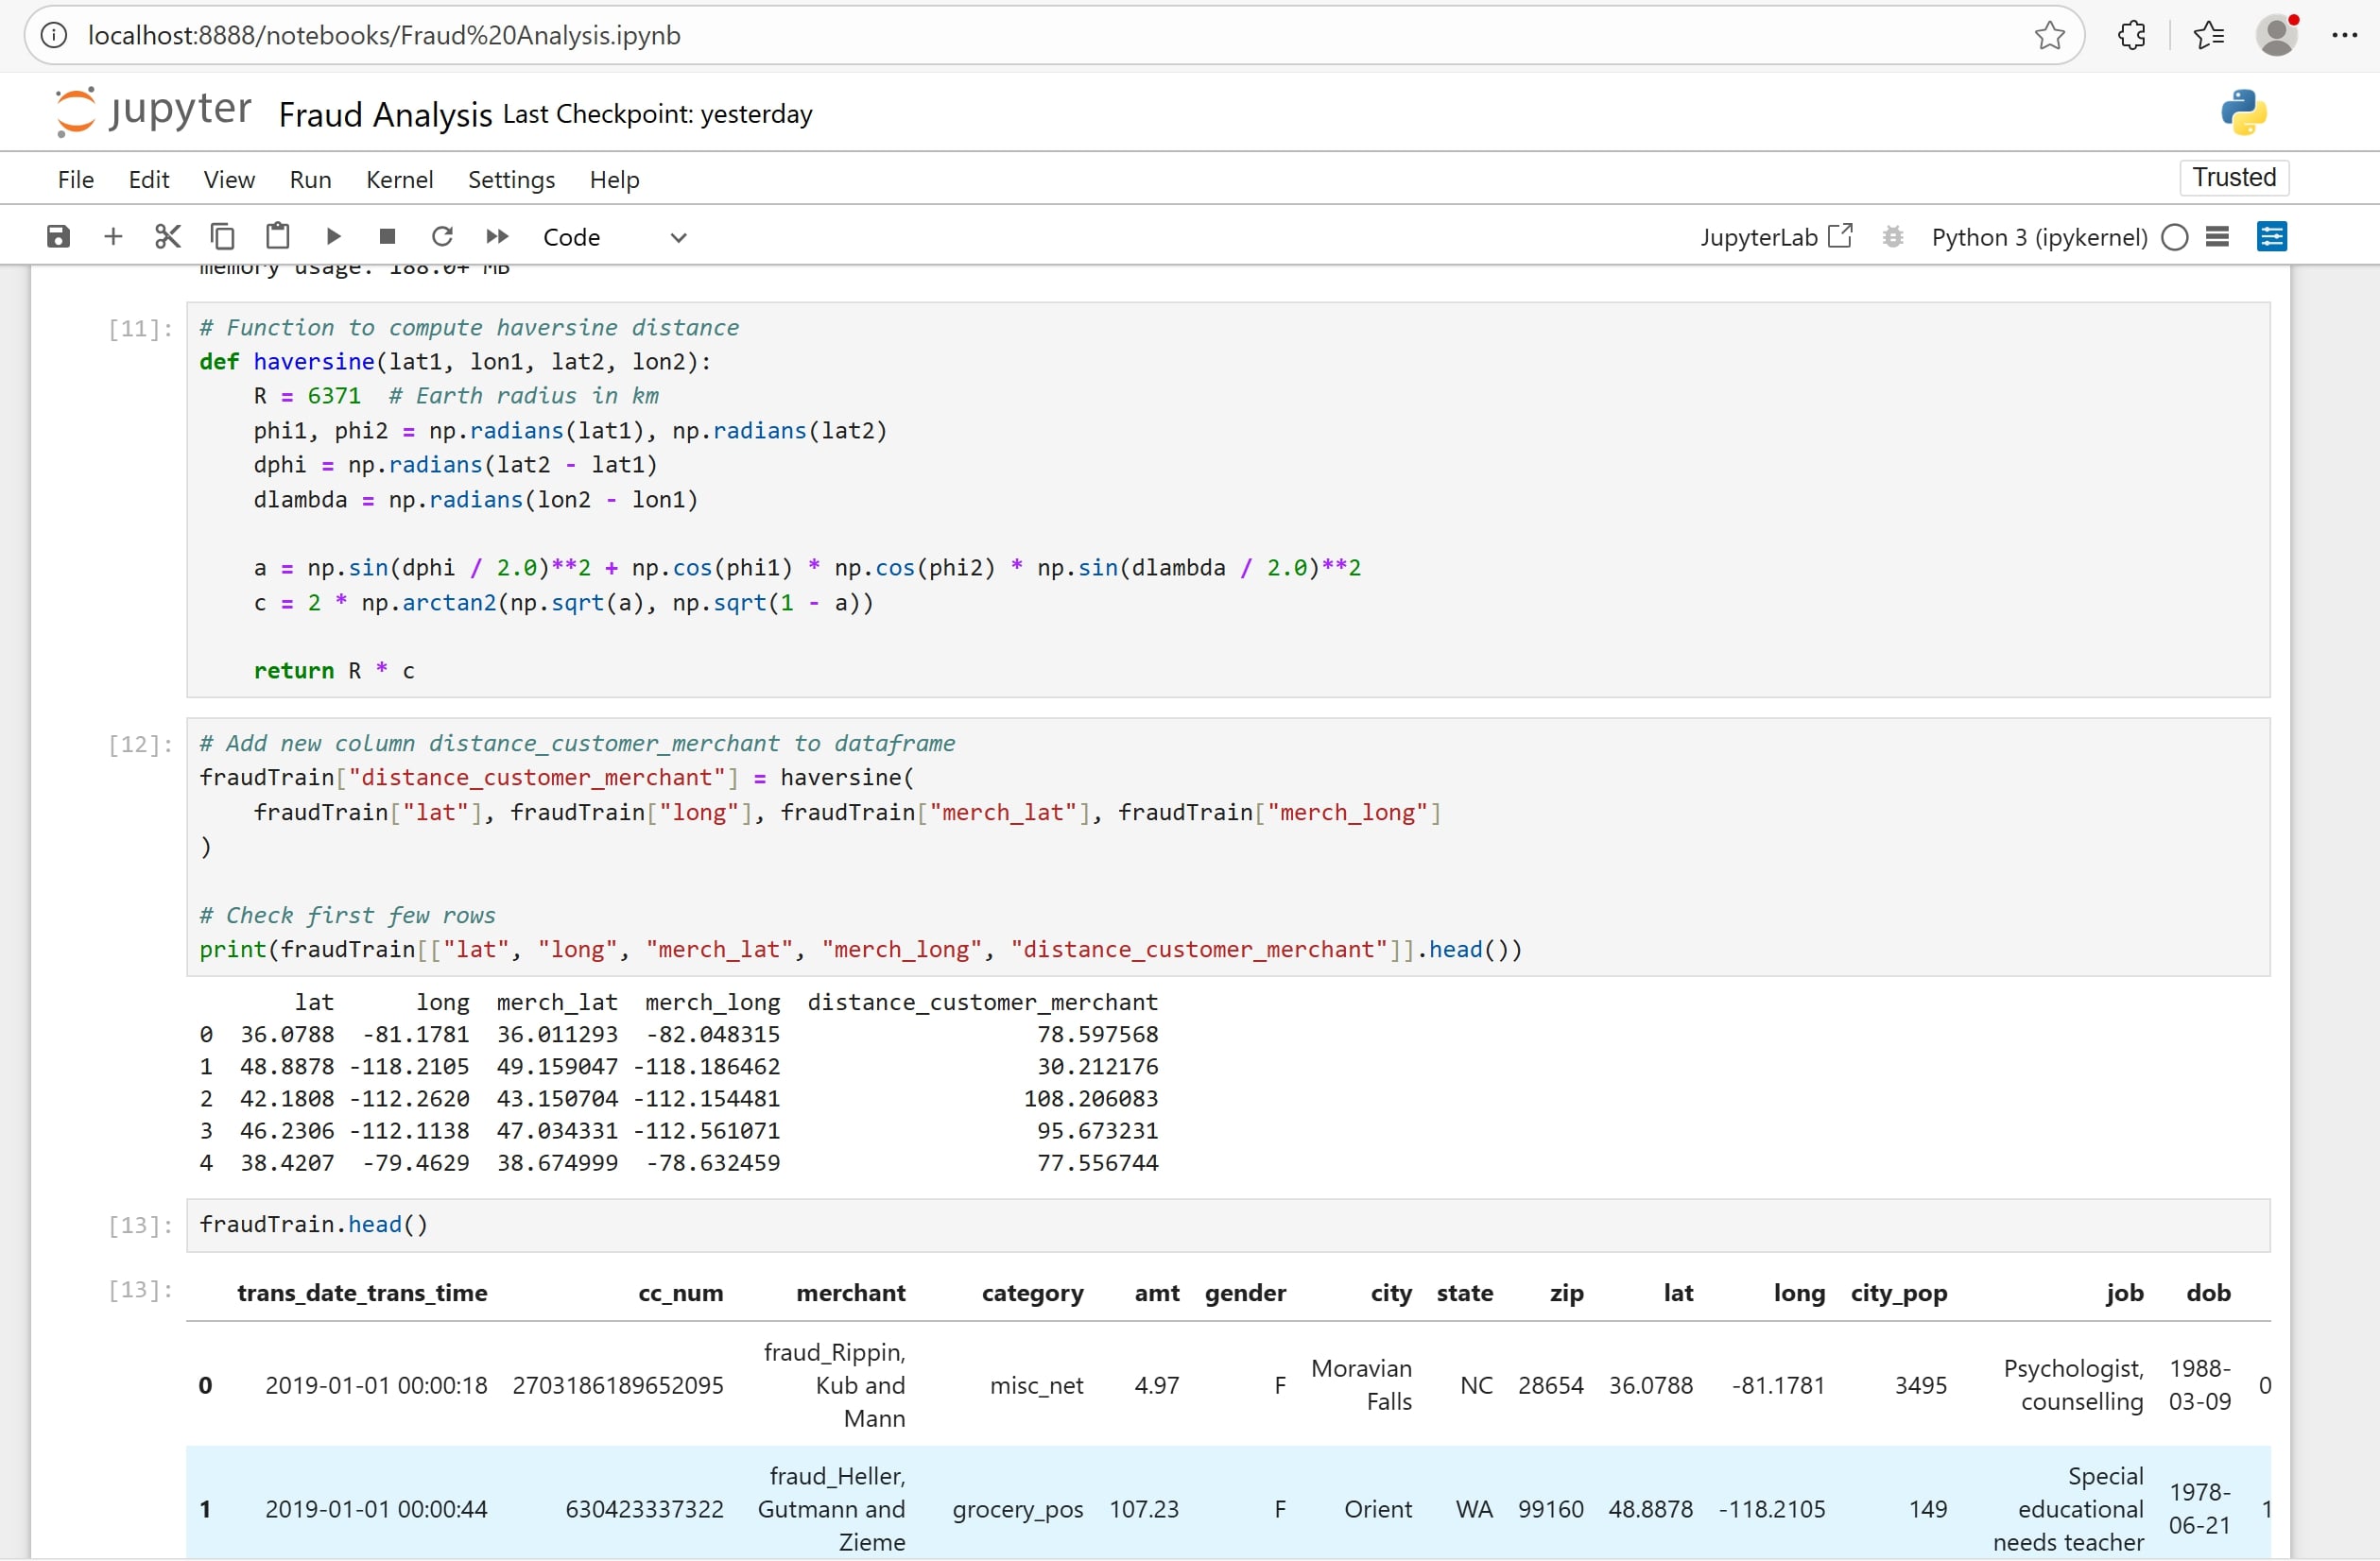 localhost:8888/notebooks/Fraud%20Analysis.ipynb
jupyter Fraud Analysis Last Checkpoint: yesterday
File Edit View Run Kernel Settings Help Trusted
Code JupyterLab Python 3 (ipykernel)
memory usage: 188.0+ MB
[11]: # Function to compute haversine distance
def haversine(lat1, lon1, lat2, lon2):
    R = 6371  # Earth radius in km
    phi1, phi2 = np.radians(lat1), np.radians(lat2)
    dphi = np.radians(lat2 - lat1)
    dlambda = np.radians(lon2 - lon1)
    a = np.sin(dphi / 2.0)**2 + np.cos(phi1) * np.cos(phi2) * np.sin(dlambda / 2.0)**2
    c = 2 * np.arctan2(np.sqrt(a), np.sqrt(1 - a))
    return R * c
[12]: # Add new column distance_customer_merchant to dataframe
fraudTrain["distance_customer_merchant"] = haversine(
    fraudTrain["lat"], fraudTrain["long"], fraudTrain["merch_lat"], fraudTrain["merch_long"]
)
# Check first few rows
print(fraudTrain[["lat", "long", "merch_lat", "merch_long", "distance_customer_merchant"]].head())
lat long merch_lat merch_long distance_customer_merchant
0 36.0788 -81.1781 36.011293 -82.048315 78.597568
1 48.8878 -118.2105 49.159047 -118.186462 30.212176
2 42.1808 -112.2620 43.150704 -112.154481 108.206083
3 46.2306 -112.1138 47.034331 -112.561071 95.673231
4 38.4207 -79.4629 38.674999 -78.632459 77.556744
[13]: fraudTrain.head()
[13]: trans_date_trans_time cc_num merchant category amt gender city state zip lat long city_pop job dob
0 2019-01-01 00:00:18 2703186189652095 fraud_Rippin, Kub and Mann misc_net 4.97 F Moravian Falls NC 28654 36.0788 -81.1781 3495 Psychologist, counselling 1988-03-09 0
1 2019-01-01 00:00:44 630423337322 fraud_Heller, Gutmann and Zieme grocery_pos 107.23 F Orient WA 99160 48.8878 -118.2105 149 Special educational needs teacher 1978-06-21 1